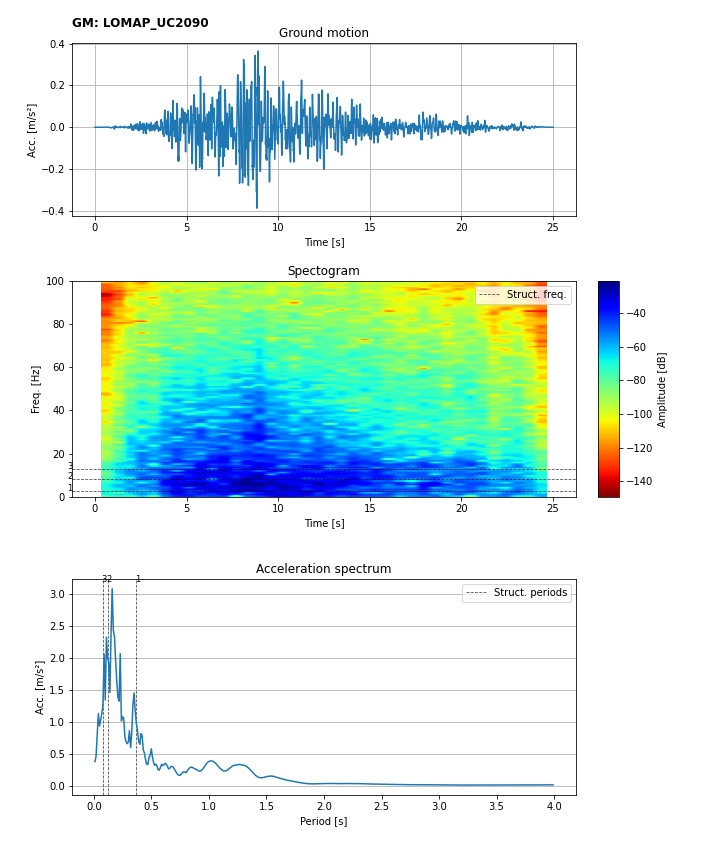 GM: LOMAP_UC2090
Ground motion
0.4
0.2
0.0
−0.2
−0.4
Acc. [m/s²]
0 5 10 15 20 25
Time [s]
Spectogram
100
80
60
40
20
0
3
2
1
Freq. [Hz]
Struct. freq.
0 5 10 15 20 25
Time [s]
−40
−60
−80
−100
−120
−140
Amplitude [dB]
Acceleration spectrum
3 2 1
3.0
2.5
2.0
1.5
1.0
0.5
0.0
Acc. [m/s²]
Struct. periods
0.0 0.5 1.0 1.5 2.0 2.5 3.0 3.5 4.0
Period [s]